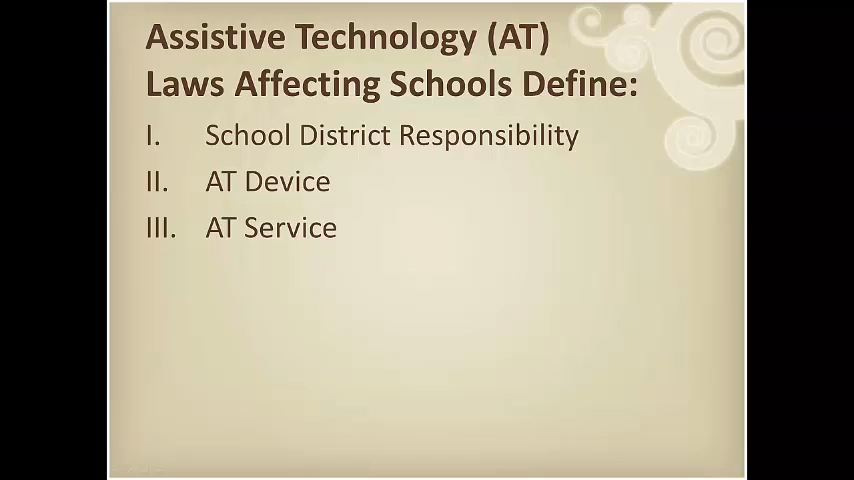 Assistive Technology (AT)
Laws Affecting Schools Define:
I. School District Responsibility
II. AT Device
III. AT Service